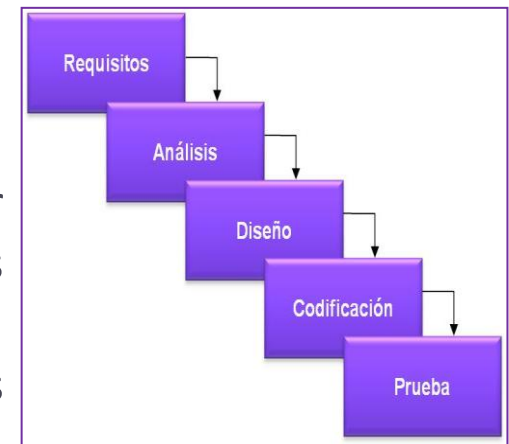 Requisitos
Análisis
Diseño
Codificación
Prueba